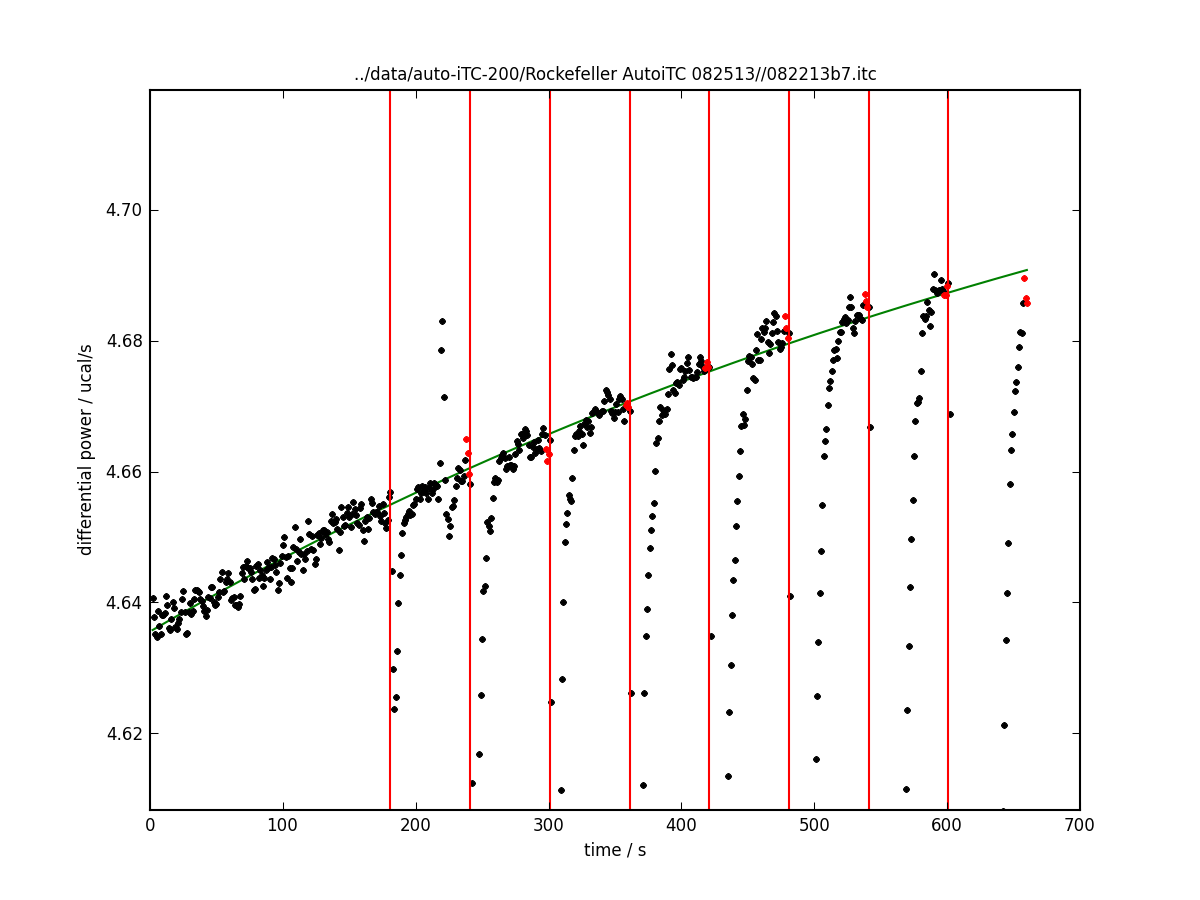 ../data/auto-iTC-200/Rockefeller AutoiTC 082513//082213b7.itc
4.70
4.68
4.66
4.64
4.62
differential power / ucal/s
0 100 200 300 400 500 600 700
time / s